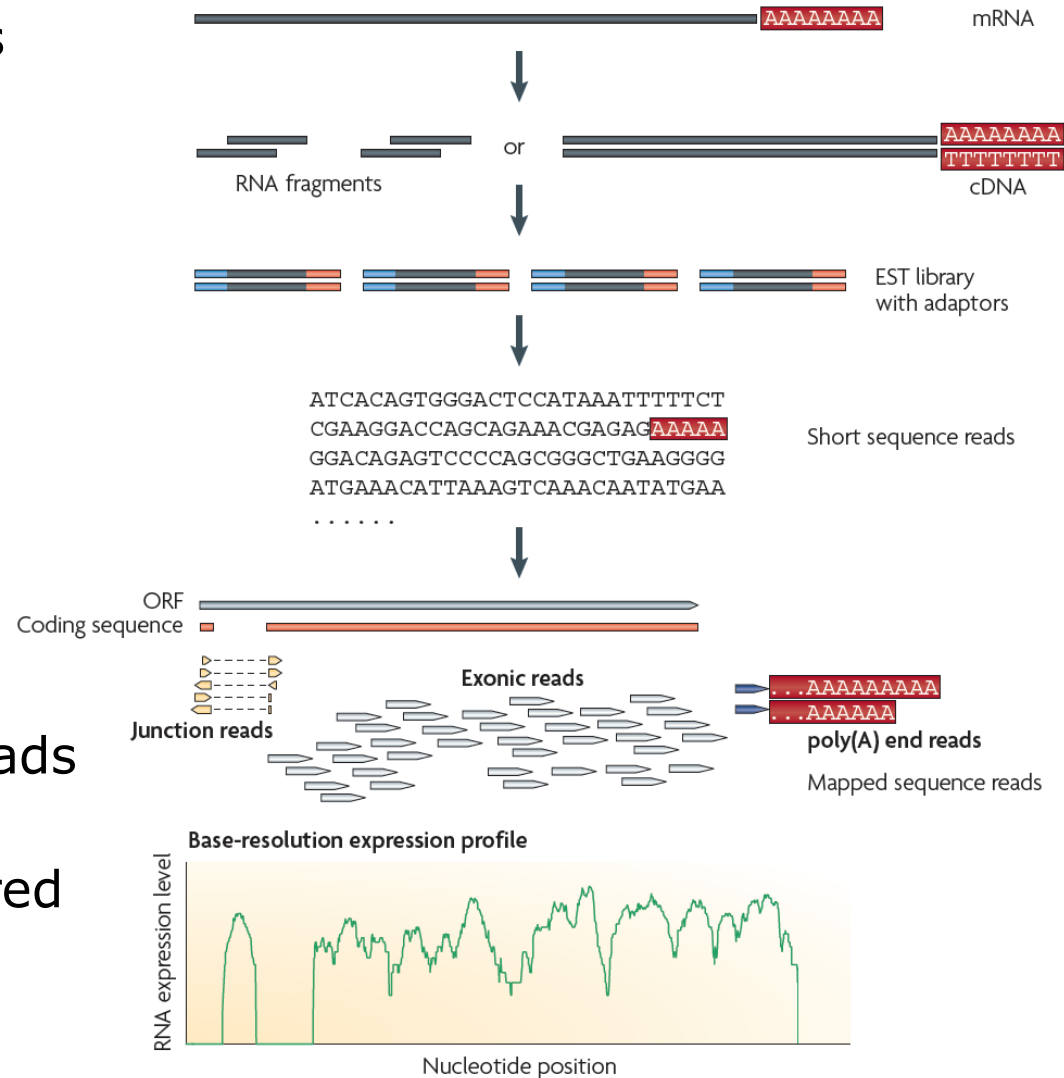 s
AAAAAAAA mRNA
AAAAAAAA
or
TTTTTTTT
RNA fragments
cDNA
EST library
with adaptors
ATCACAGTGGGACTCCATAAATTTTTCT
CGAAGGACCAGCAGAAACGAGAGAAAAA
Short sequence reads
GGACAGAGTCCCCAGCGGGCTGAAGGGG
ATGAAACATTAAAGTCAAACAATATGAA
. . . . . .
ORF
Coding sequence
Exonic reads
...AAAAAAAAA
...AAAAAA
Junction reads
poly(A) end reads
ads
Mapped sequence reads
Base-resolution expression profile
red
RNA expression level
Nucleotide position